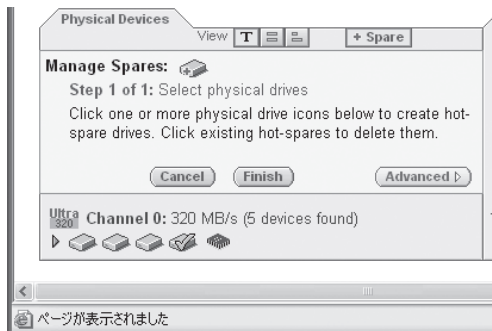 Physical Devices
View T + Spare
Manage Spares:
Step 1 of 1: Select physical drives
Click one or more physical drive icons below to create hot-
spare drives. Click existing hot-spares to delete them.
Cancel Finish Advanced
Ultra 320 Channel 0: 320 MB/s (5 devices found)
ページが表示されました